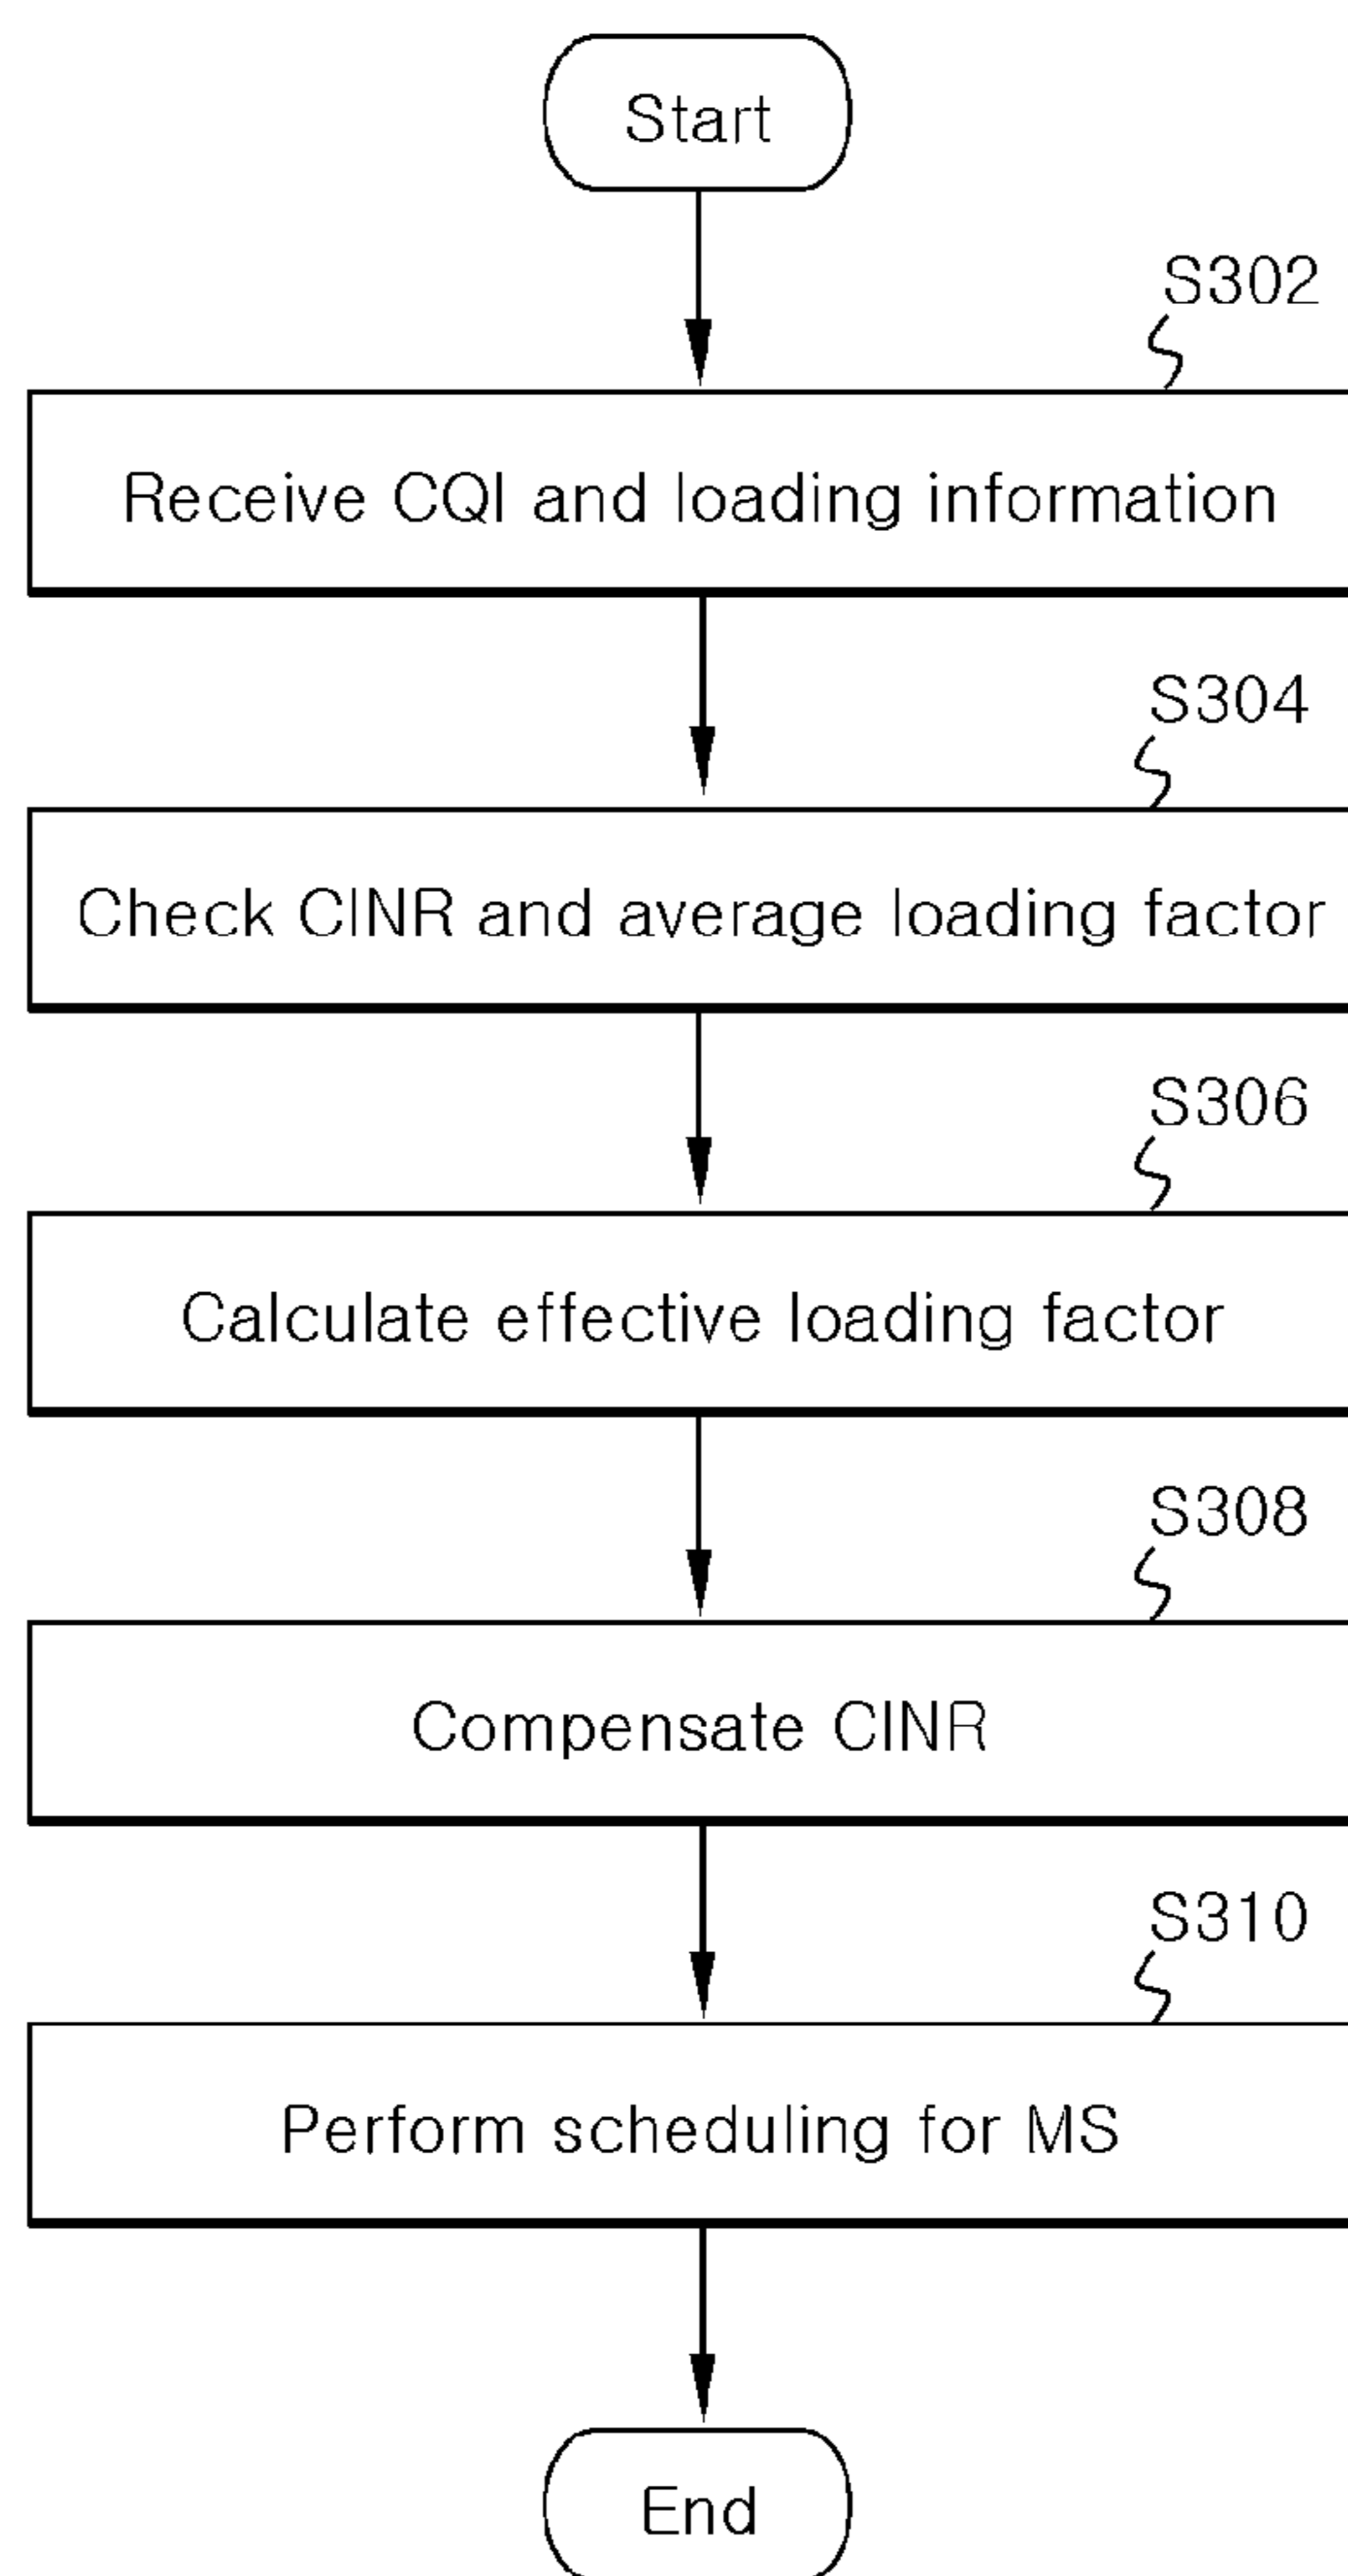 Start
S302
Receive CQI and loading information
S304
Check CINR and average loading factor
S306
Calculate effective loading factor
S308
Compensate CINR
S310
Perform scheduling for MS
End